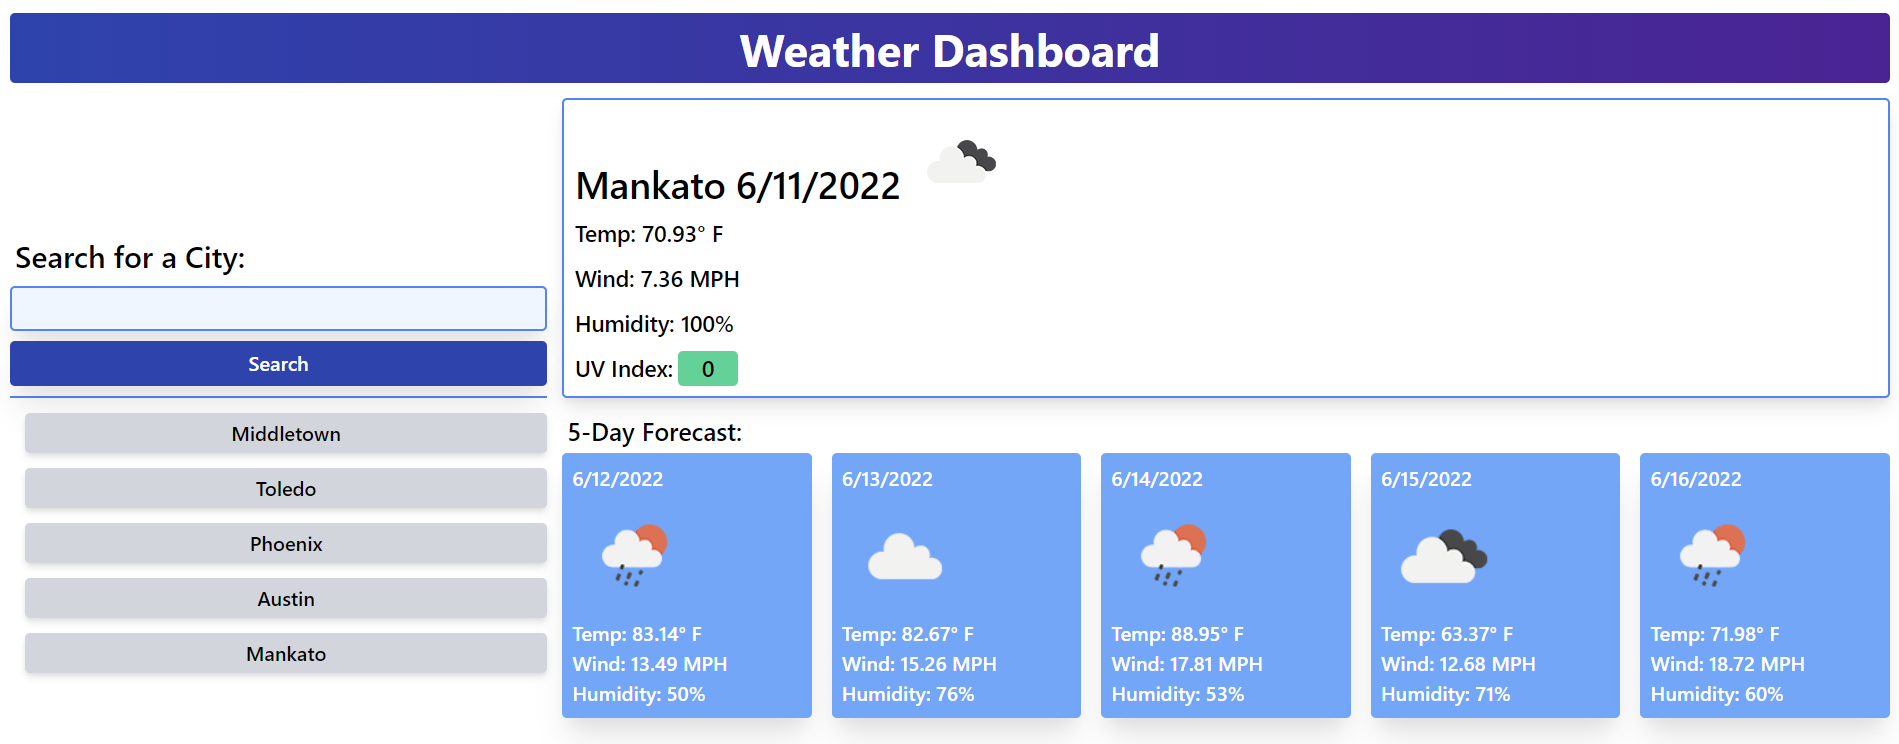 Weather Dashboard
Search for a City:
Search
Middletown
Toledo
Phoenix
Austin
Mankato
Mankato 6/11/2022
Temp: 70.93° F
Wind: 7.36 MPH
Humidity: 100%
UV Index: 0
5-Day Forecast:
6/12/2022
Temp: 83.14° F
Wind: 13.49 MPH
Humidity: 50%
6/13/2022
Temp: 82.67° F
Wind: 15.26 MPH
Humidity: 76%
6/14/2022
Temp: 88.95° F
Wind: 17.81 MPH
Humidity: 53%
6/15/2022
Temp: 63.37° F
Wind: 12.68 MPH
Humidity: 71%
6/16/2022
Temp: 71.98° F
Wind: 18.72 MPH
Humidity: 60%